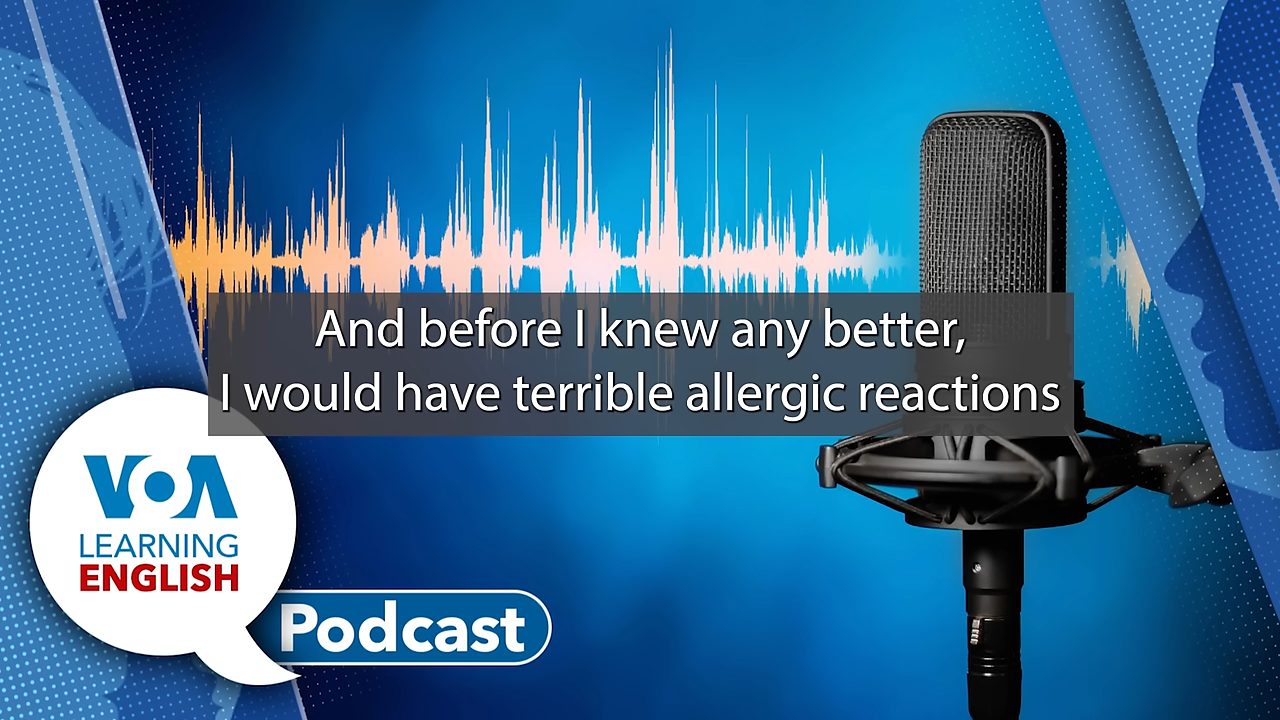 And before I knew any better,
I would have terrible allergic reactions
VOA
LEARNING
ENGLISH
Podcast